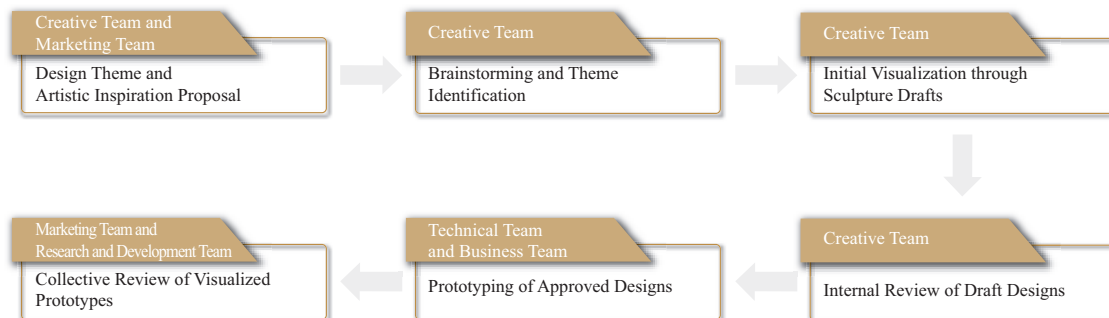 Creative Team and
Marketing Team
Design Theme and
Artistic Inspiration Proposal
Creative Team
Brainstorming and Theme
Identification
Creative Team
Initial Visualization through
Sculpture Drafts
Marketing Team and
Research and Development Team
Collective Review of Visualized
Prototypes
Technical Team
and Business Team
Prototyping of Approved Designs
Creative Team
Internal Review of Draft Designs